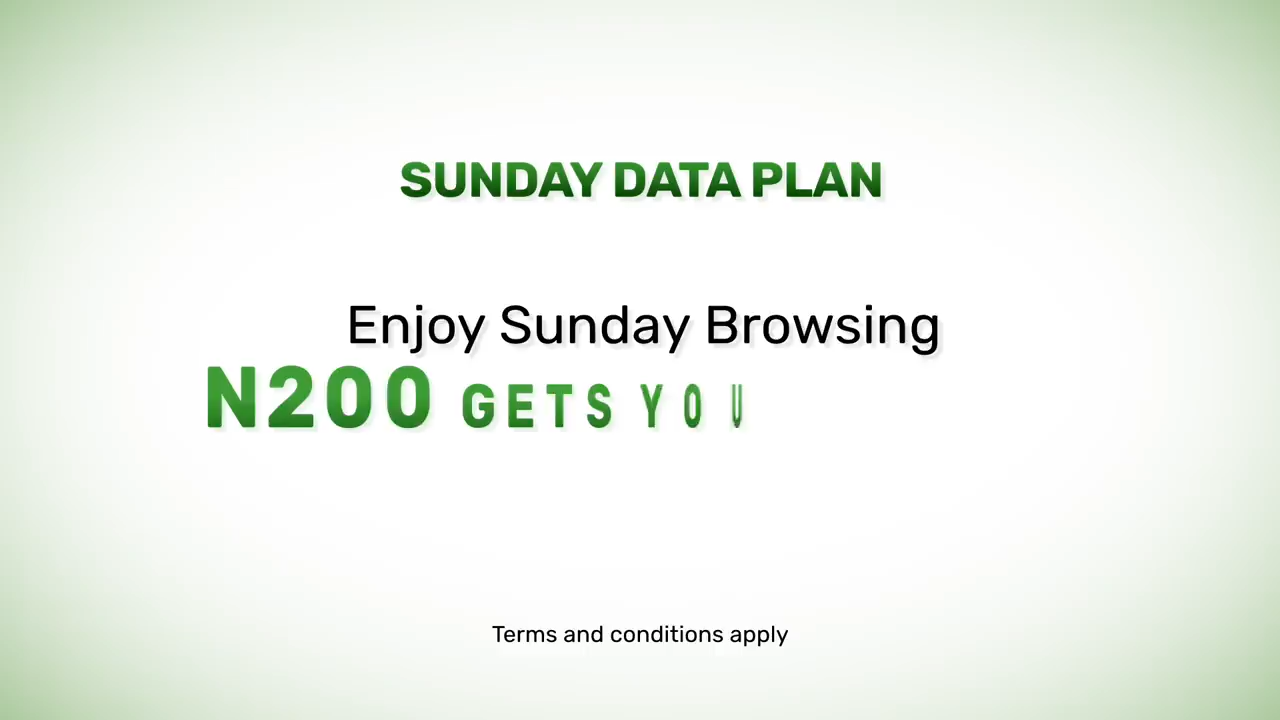 SUNDAY DATA PLAN
Enjoy Sunday Browsing
N200 GETS YOU
Terms and conditions apply